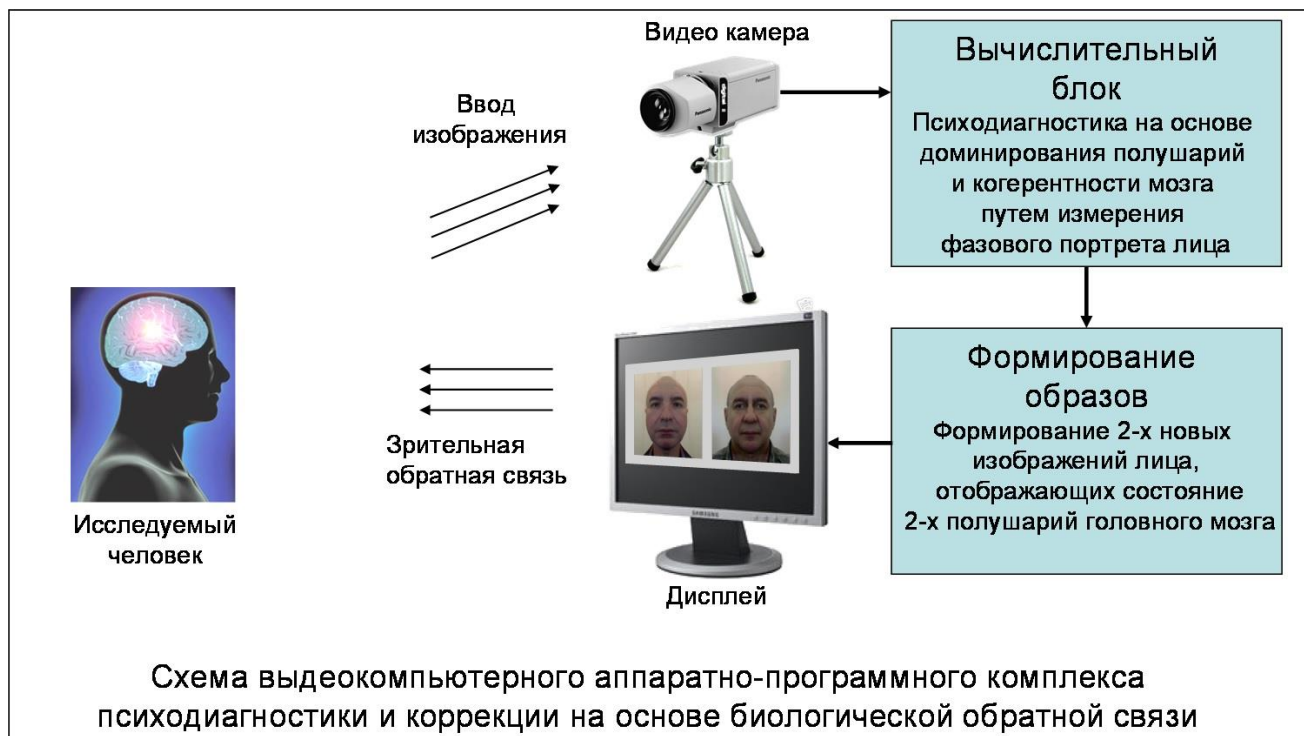 Видео камера
Ввод
изображения
Panasonic
Вычислительный
блок
Психодиагностика на основе
доминирования полушарий
и когерентности мозга
путем измерения
фазового портрета лица
Исследуемый
человек
Зрительная
обратная связь
SAMSUNG
Дисплей
Формирование
образов
Формирование 2-х новых
изображений лица,
отображающих состояние
2-х полушарий головного мозга
Схема выдеокомпьютерного аппаратно-программного комплекса
психодиагностики и коррекции на основе биологической обратной связи